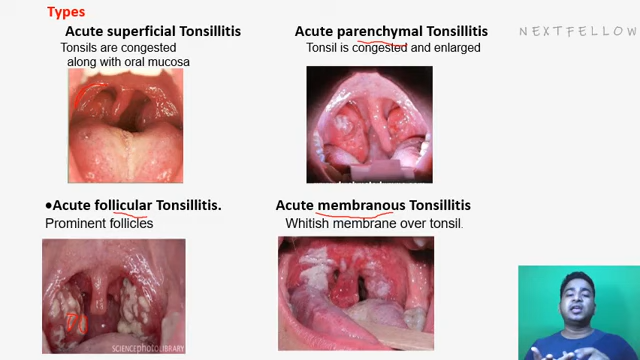 Types
NEXTFELLOW
Acute superficial Tonsillitis
Tonsils are congested
along with oral mucosa
Acute parenchymal Tonsillitis
Tonsil is congested and enlarged
•Acute follicular Tonsillitis.
Prominent follicles
Acute membranous Tonsillitis
Whitish membrane over tonsil.
SCIENCEphotoLIBRARY